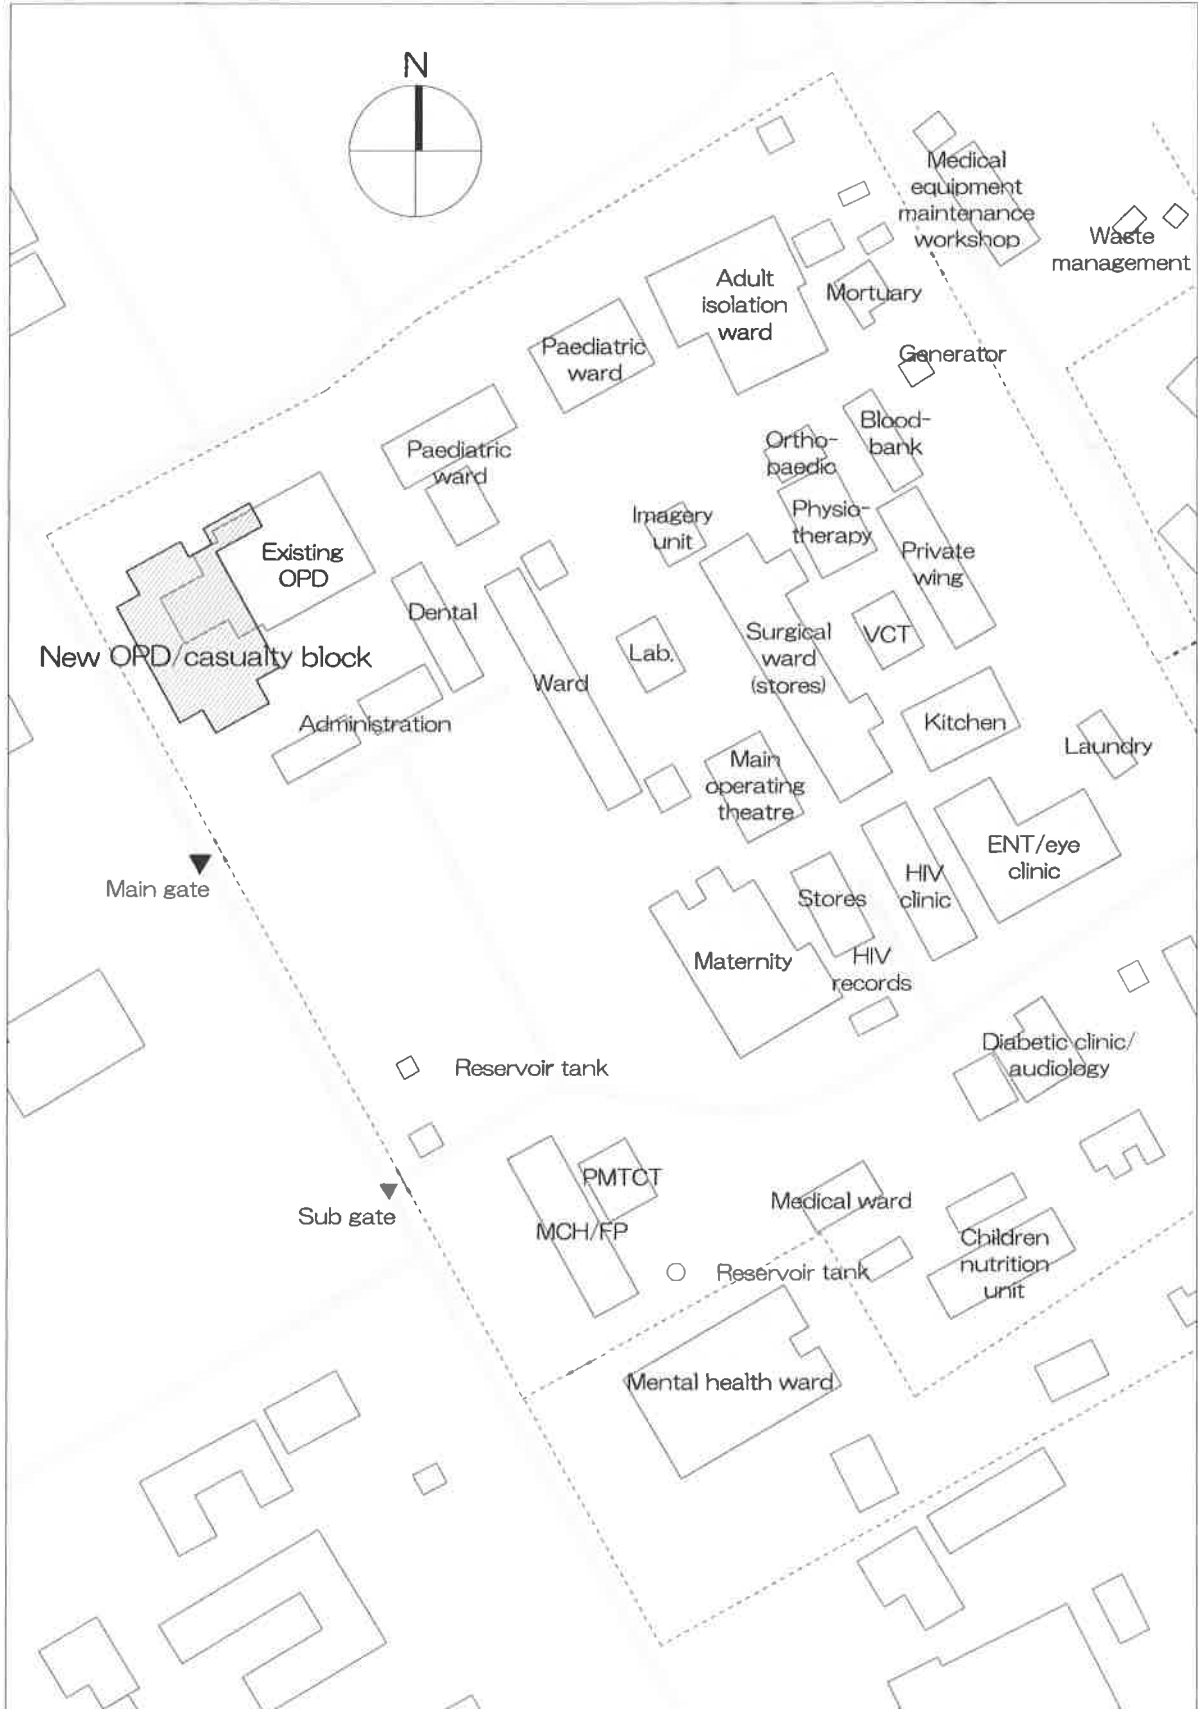 N
Medical
equipment
maintenance
workshop
Waste
management
Adult
isolation
ward
Mortuary
Paediatric
ward
Generator
Paediatric
ward
Blood-
bank
Ortho-
paedic
Imagery
unit
Physio-
therapy
Existing
OPD
Private
wing
Dental
New OPD/casualty block
Lab.
Surgical
ward
(stores)
VCT
Ward
Administration
Kitchen
Laundry
Main
operating
theatre
Main gate
ENT/eye
clinic
HIV
clinic
Stores
Maternity
HIV
records
Reservoir tank
Diabetic clinic/
audiology
Sub gate
PMTCT
MCH/FP
Medical ward
Children
nutrition
unit
Reservoir tank
Mental health ward